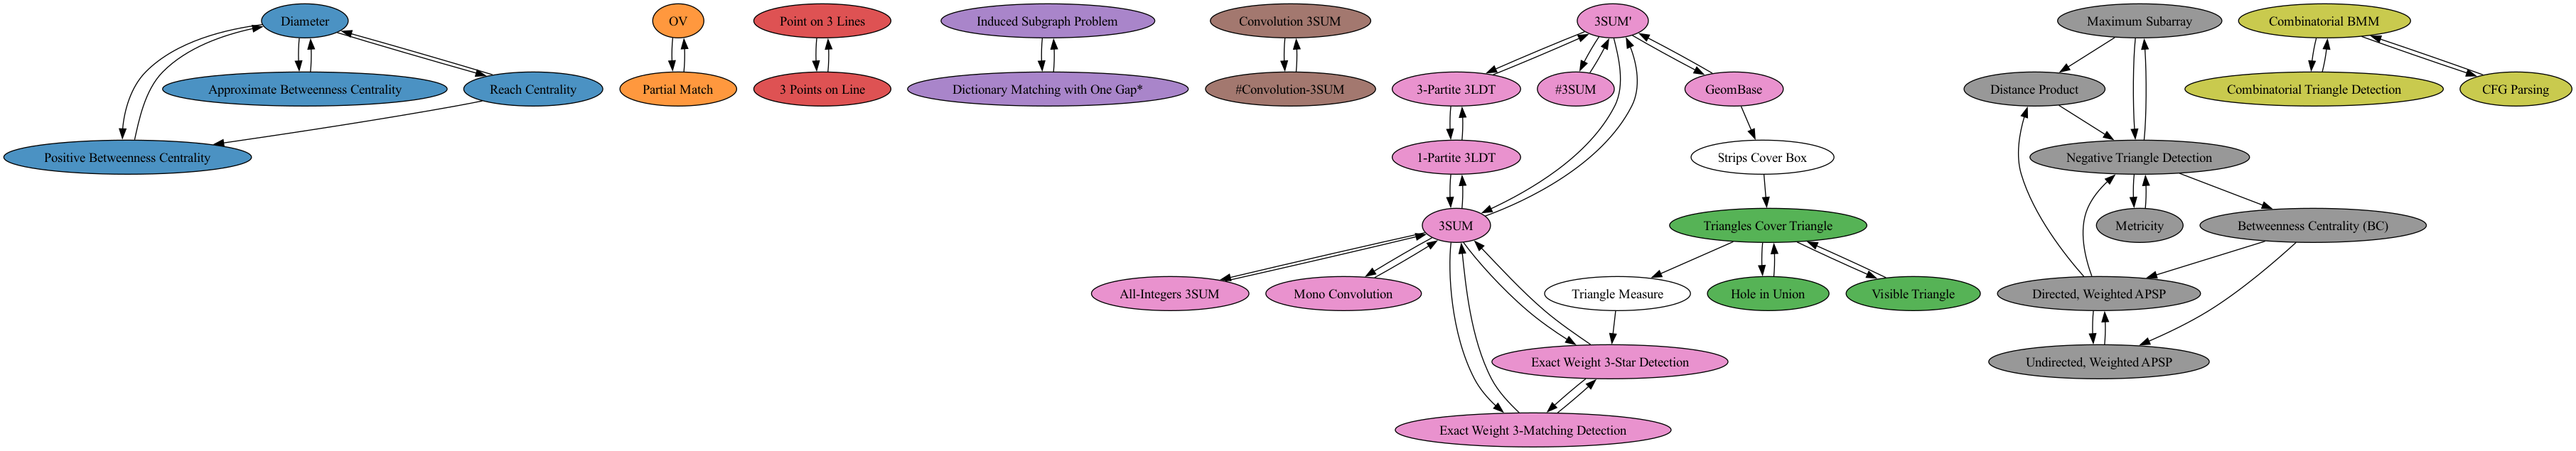 Diameter
OV
Point on 3 Lines
Induced Subgraph Problem
Convolution 3SUM
3SUM'
Maximum Subarray
Combinatorial BMM
Approximate Betweenness Centrality
Reach Centrality
Partial Match
3 Points on Line
Dictionary Matching with One Gap*
#Convolution-3SUM
3-Partite 3LDT
#3SUM
GeomBase
Distance Product
Combinatorial Triangle Detection
CFG Parsing
Positive Betweenness Centrality
1-Partite 3LDT
Strips Cover Box
Negative Triangle Detection
3SUM
Triangles Cover Triangle
Metricity
Betweenness Centrality (BC)
All-Integers 3SUM
Mono Convolution
Triangle Measure
Hole in Union
Visible Triangle
Directed, Weighted APSP
Exact Weight 3-Star Detection
Undirected, Weighted APSP
Exact Weight 3-Matching Detection